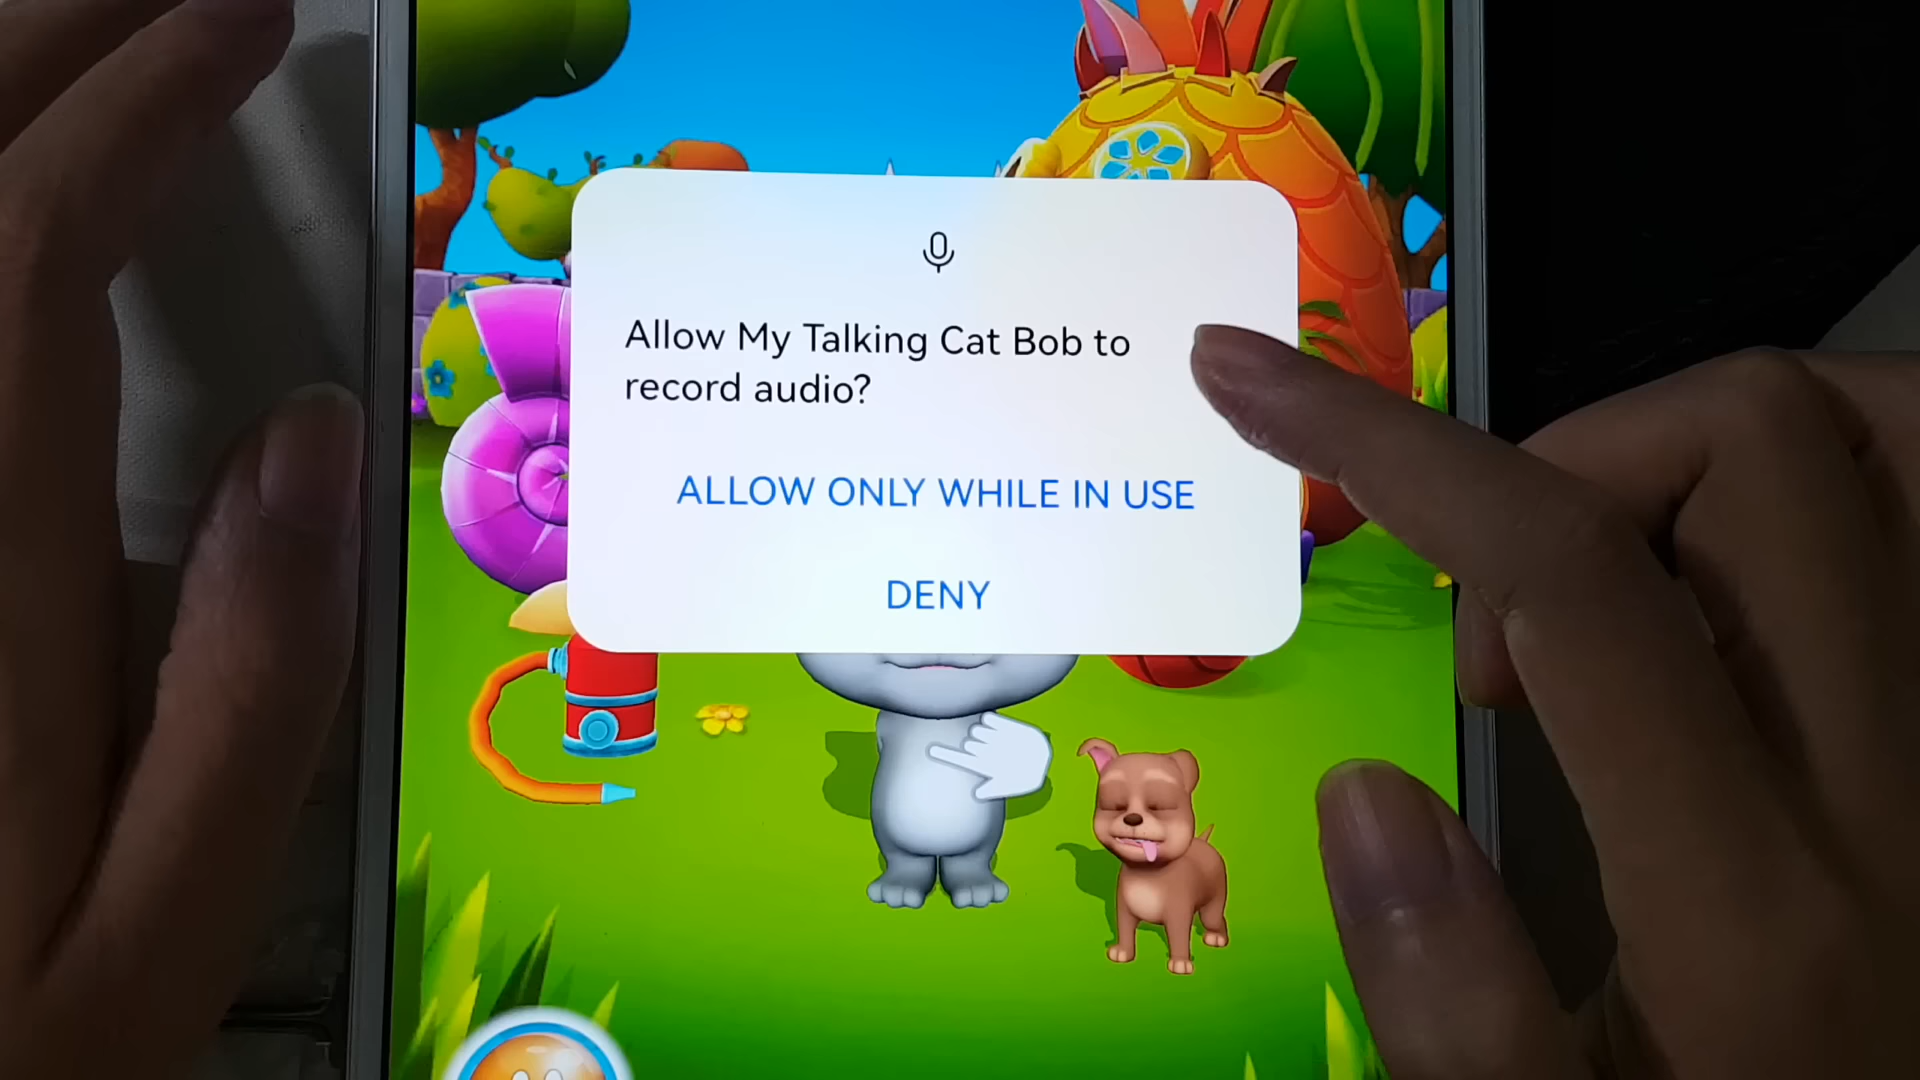 Allow My Talking Cat Bob to
record audio?
ALLOW ONLY WHILE IN USE
DENY